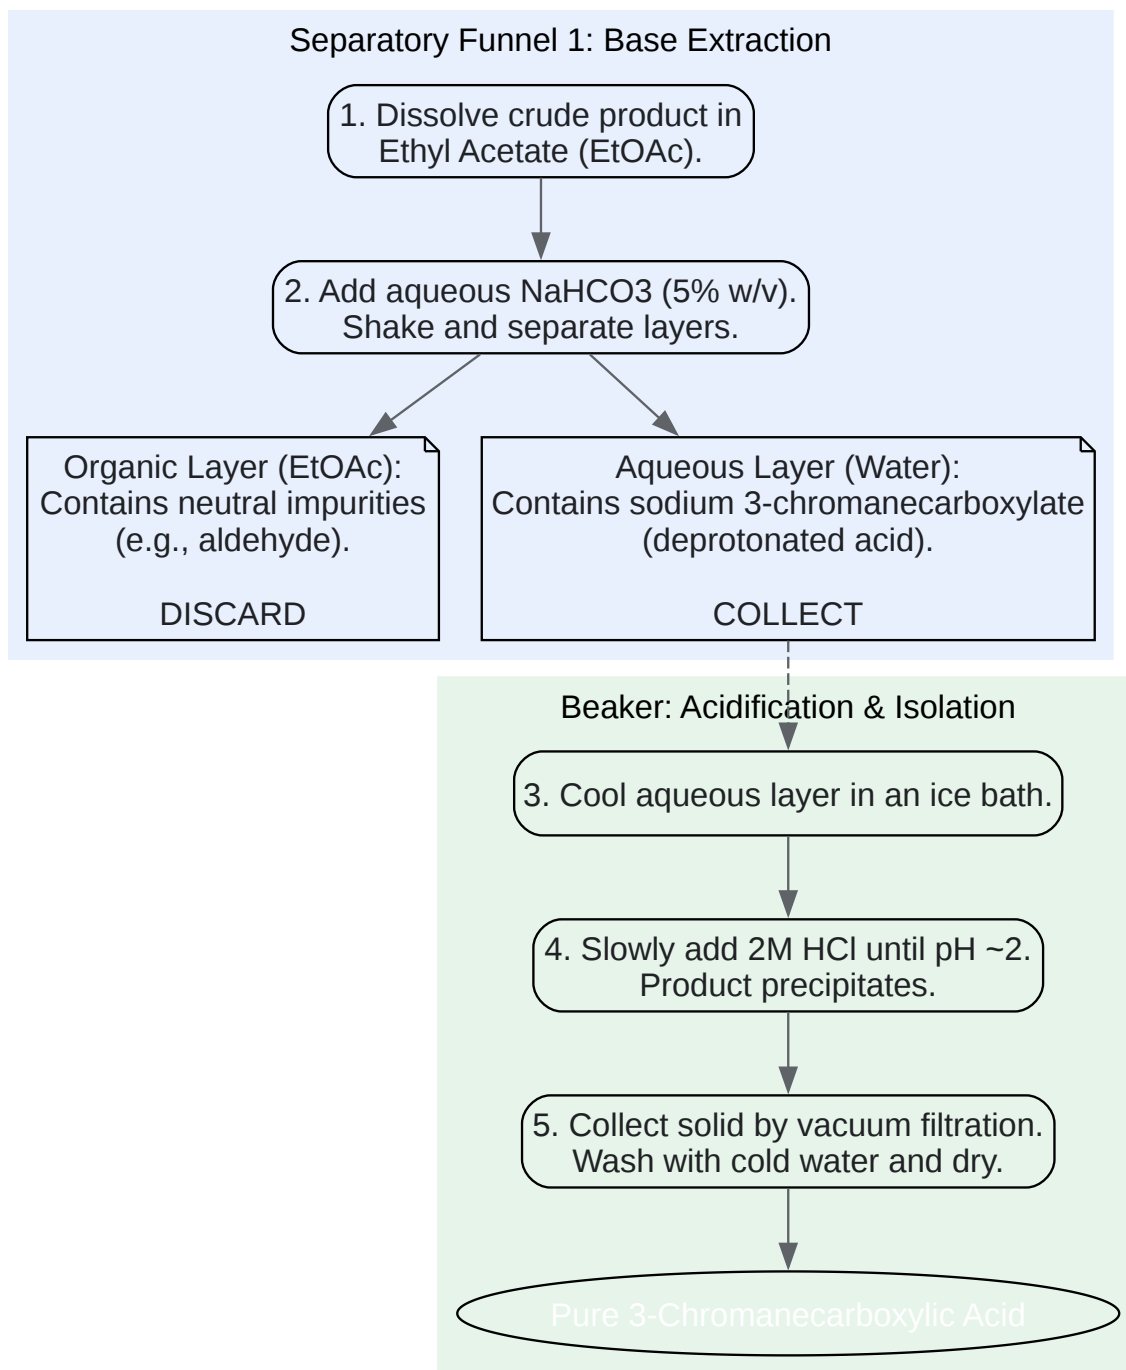 Separatory Funnel 1: Base Extraction
1. Dissolve crude product in
Ethyl Acetate (EtOAc).
2. Add aqueous NaHCO3 (5% w/v).
Shake and separate layers.
Organic Layer (EtOAc):
Contains neutral impurities
(e.g., aldehyde).
DISCARD
Aqueous Layer (Water):
Contains sodium 3-chromanecarboxylate
(deprotonated acid).
COLLECT
Beaker: Acidification & Isolation
3. Cool aqueous layer in an ice bath.
4. Slowly add 2M HCl until pH ~2.
Product precipitates.
5. Collect solid by vacuum filtration.
Wash with cold water and dry.
Pure 3-Chromanecarboxylic Acid